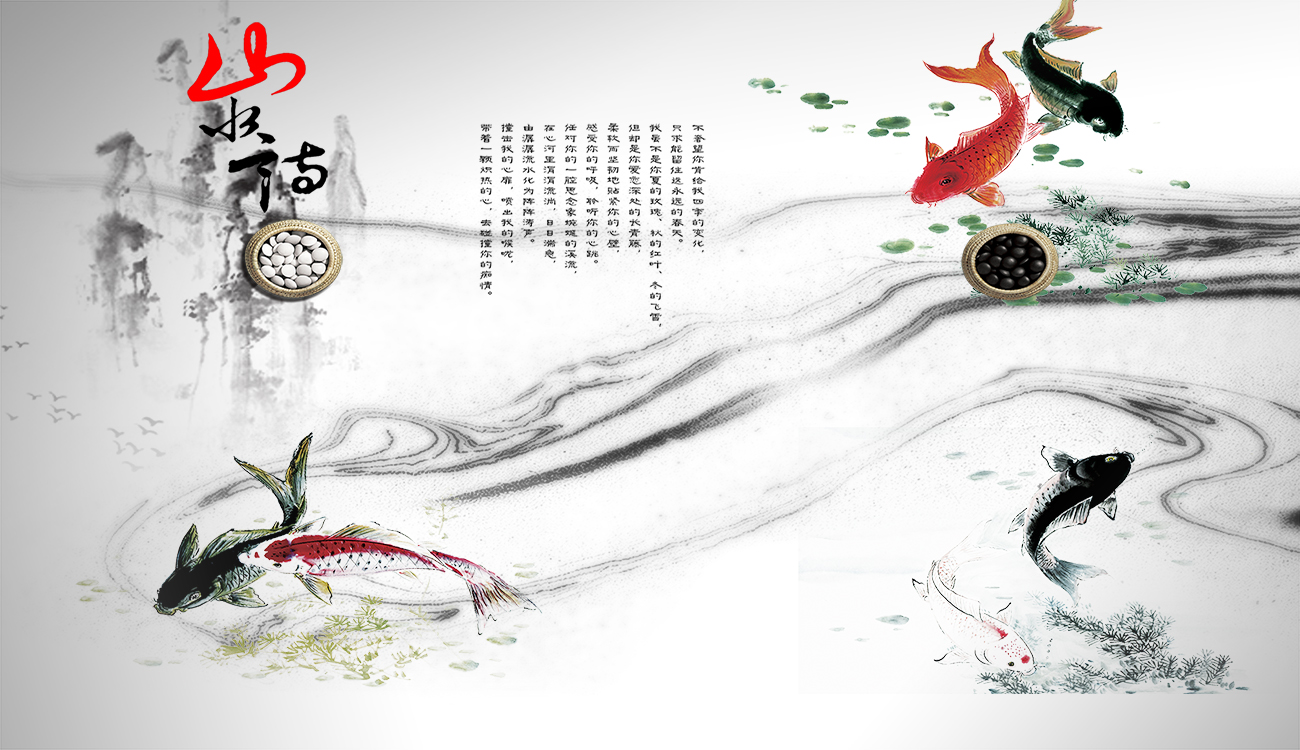 山
水
诗
不奢望你肯给我四季的变化，
只求能留住这永远的春天。
我是不是你夏的玫瑰、秋的红叶、冬的飞雪，
但却是你爱恋深处的长青藤，
柔软而坚韧地贴紧你的心壁，
感受你的呼吸，聆听你的心跳。
任对你的一腔思念象蜿蜒的溪流，
在心河里涓涓流淌，日日满愈，
由潺潺流水化为阵阵涛声。
撞击我的心扉，喷出我的喉咙，
带着一颗炽热的心，去碰撞你的痴情。